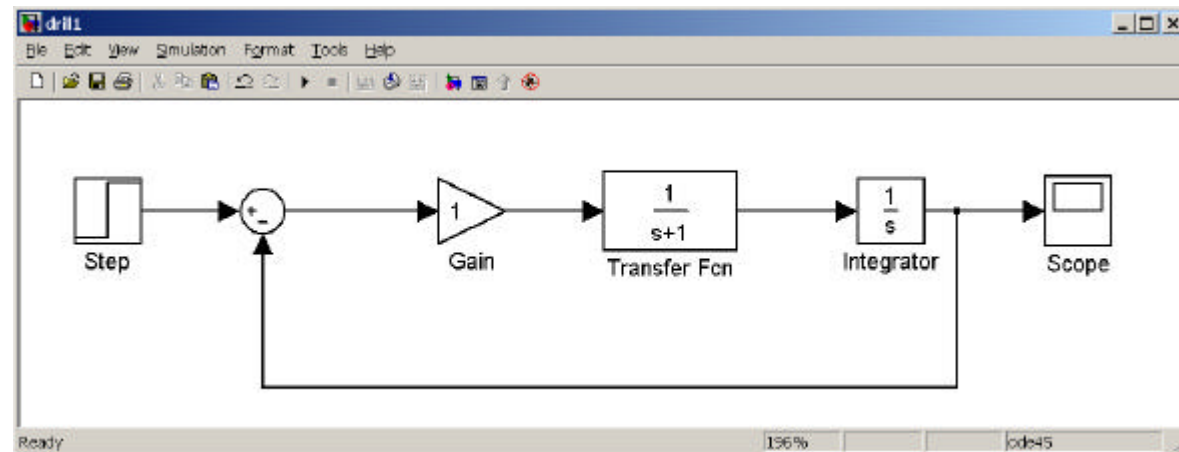 drill1
File Edit View Simulation Format Tools Help
+
-
1
1
s+1
1
s
Step
Gain
Transfer Fcn
Integrator
Scope
Ready
196%
ode45